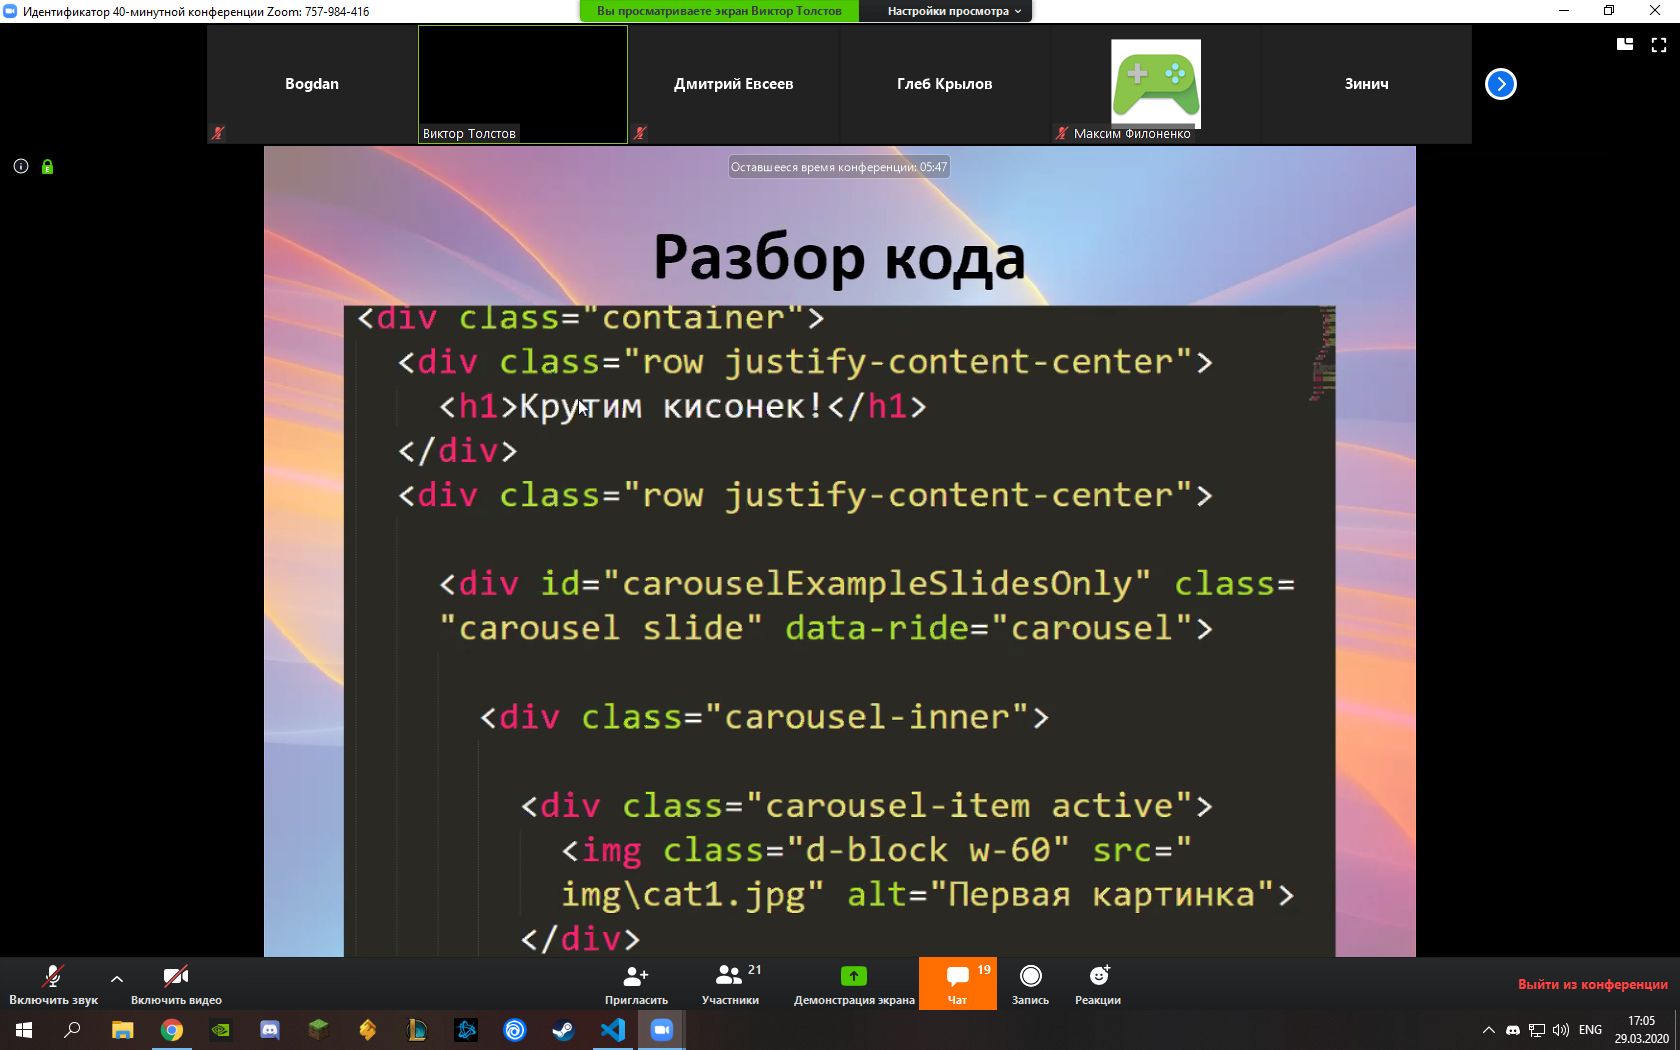 Идентификатор 40-минутной конференции Zoom: 757-984-416
Вы просматриваете экран Виктор Толстов
Настройки просмотра
Bogdan
Виктор Толстов
Дмитрий Евсеев
Глеб Крылов
Максим Филоненко
Зинич
Оставшееся время конференции: 05:47
Разбор кода
<div class="container">
<div class="row justify-content-center">
<h1>Крутим кисонек!</h1>
</div>
<div class="row justify-content-center">
<div id="carouselExampleSlidesOnly" class=
"carousel slide" data-ride="carousel">
<div class="carousel-inner">
<div class="carousel-item active">
<img class="d-block w-60" src="
img\cat1.jpg" alt="Первая картинка">
</div>
Включить звук
Включить видео
Пригласить
21
Участники
Демонстрация экрана
19
Чат
Запись
Реакции
Выйти из конференции
ENG
17:05
29.03.2020